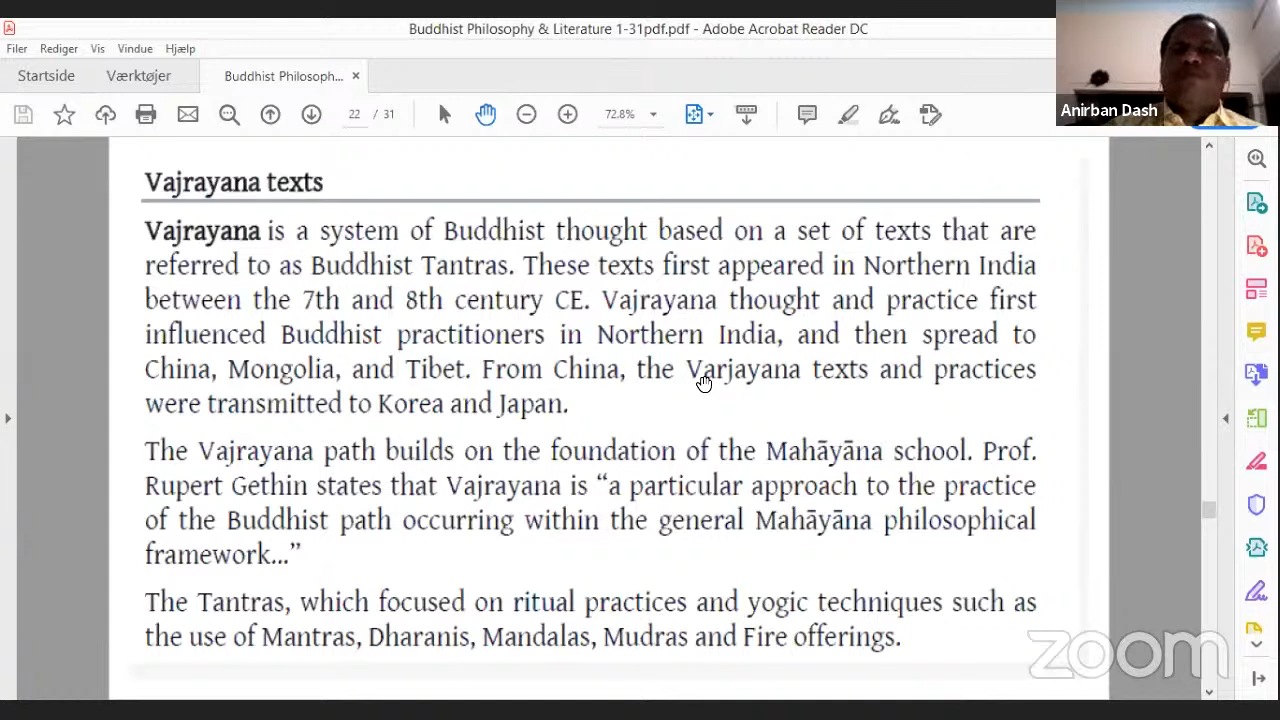 Buddhist Philosophy & Literature 1-31pdf.pdf - Adobe Acrobat Reader DC
Filer Rediger Vis Vindue Hjælp
Startside Værktøjer Buddhist Philosoph... ×
22 / 31 72.8%
Anirban Dash
Vajrayana texts
Vajrayana is a system of Buddhist thought based on a set of texts that are
referred to as Buddhist Tantras. These texts first appeared in Northern India
between the 7th and 8th century CE. Vajrayana thought and practice first
influenced Buddhist practitioners in Northern India, and then spread to
China, Mongolia, and Tibet. From China, the Varjayana texts and practices
were transmitted to Korea and Japan.
The Vajrayana path builds on the foundation of the Mahāyāna school. Prof.
Rupert Gethin states that Vajrayana is “a particular approach to the practice
of the Buddhist path occurring within the general Mahāyāna philosophical
framework...”
The Tantras, which focused on ritual practices and yogic techniques such as
the use of Mantras, Dharanis, Mandalas, Mudras and Fire offerings.
zoom